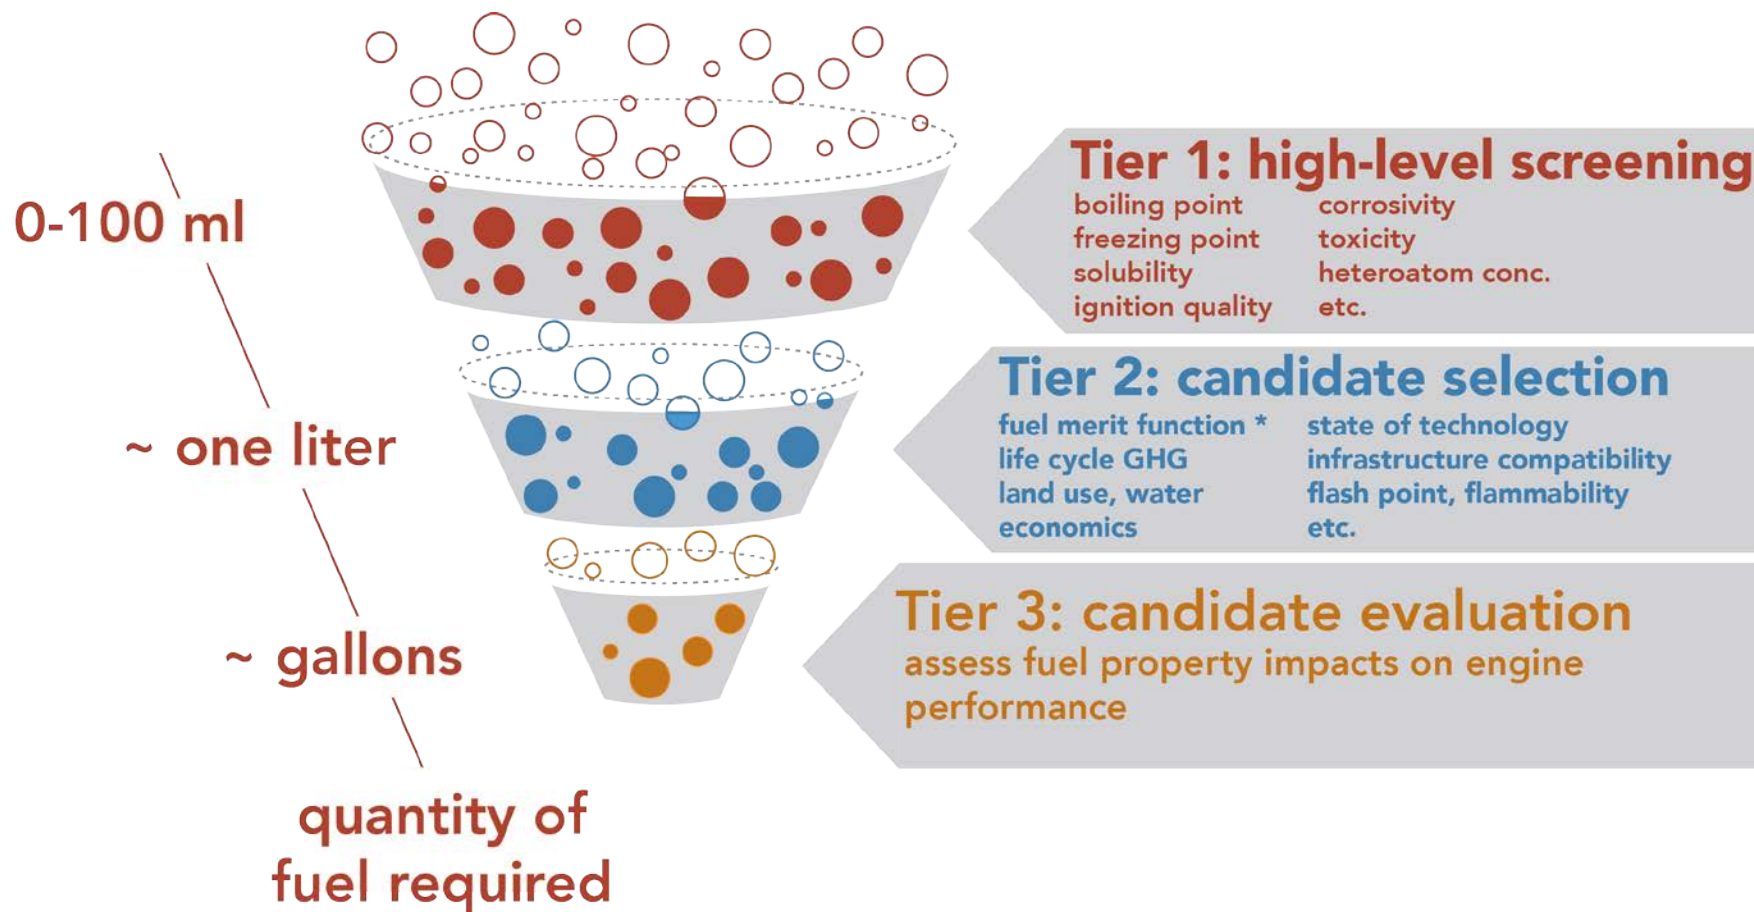 0-100 ml
~ one liter
~ gallons
quantity of
fuel required
Tier 1: high-level screening
boiling point
freezing point
solubility
ignition quality
corrosivity
toxicity
heteroatom conc.
etc.
Tier 2: candidate selection
fuel merit function *
life cycle GHG
land use, water
economics
state of technology
infrastructure compatibility
flash point, flammability
etc.
Tier 3: candidate evaluation
assess fuel property impacts on engine
performance